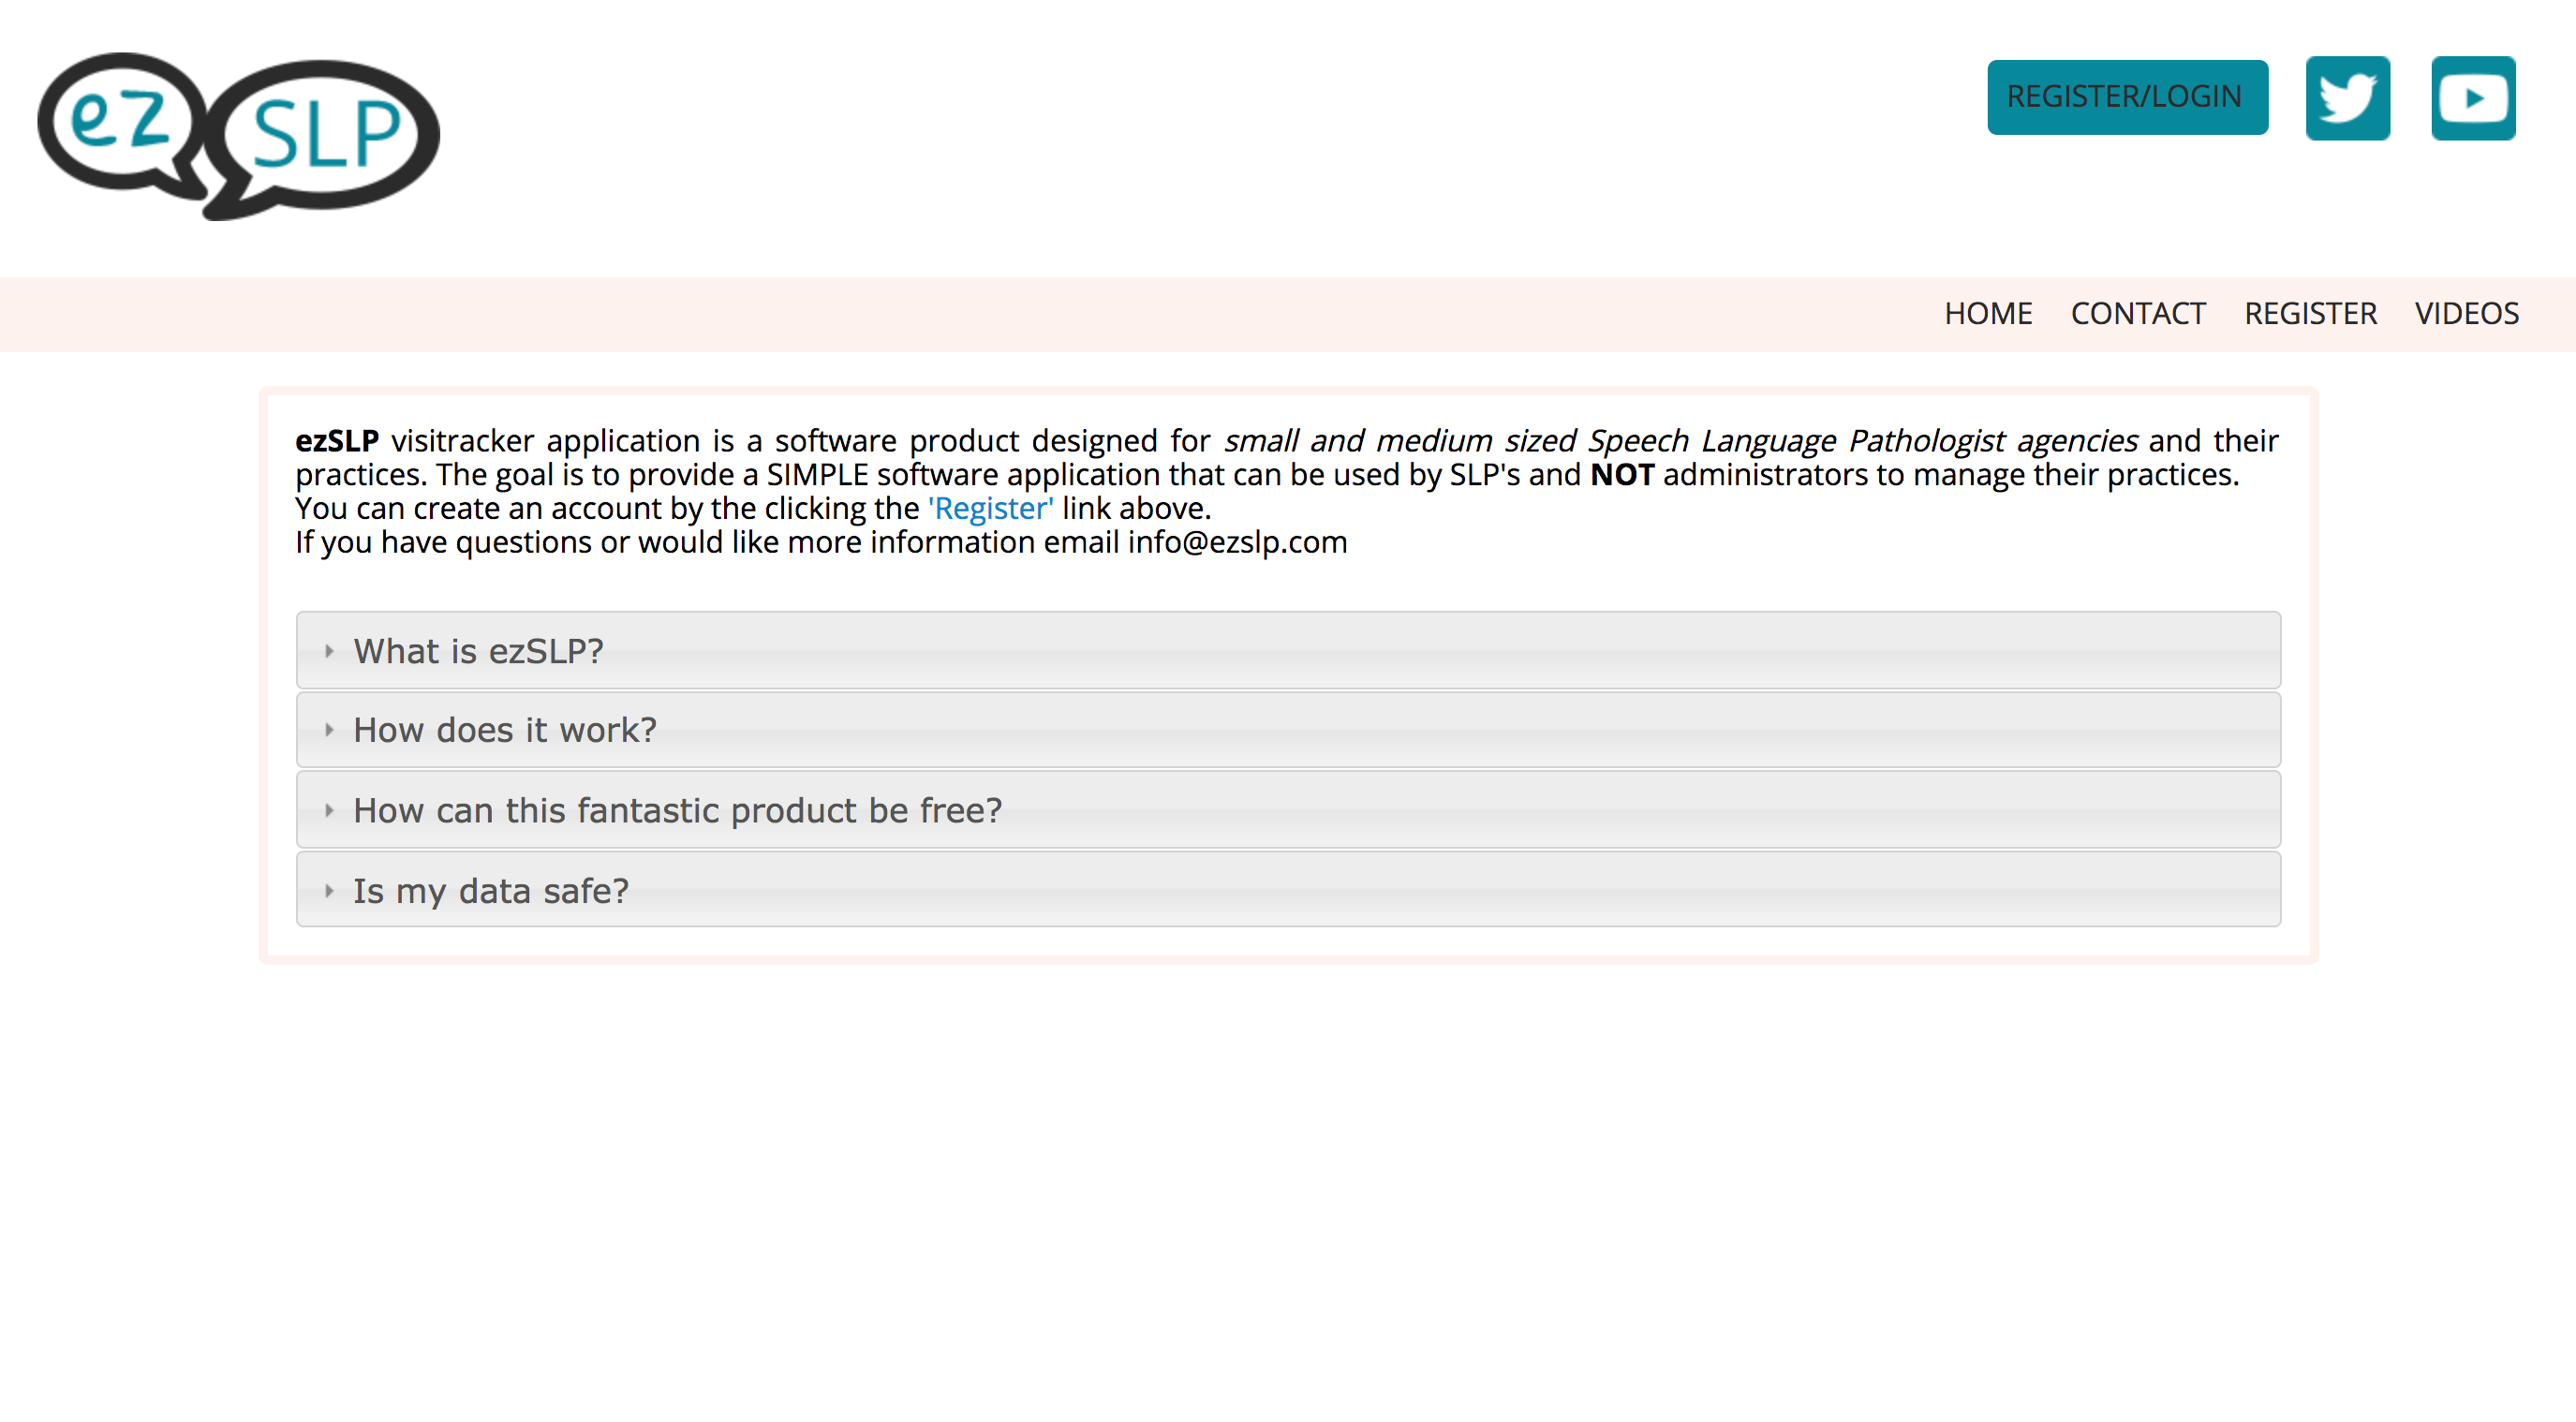 ez SLP
REGISTER/LOGIN
HOME CONTACT REGISTER VIDEOS
ezSLP visitracker application is a software product designed for small and medium sized Speech Language Pathologist agencies and their
practices. The goal is to provide a SIMPLE software application that can be used by SLP's and NOT administrators to manage their practices.
You can create an account by the clicking the 'Register' link above.
If you have questions or would like more information email info@ezslp.com
What is ezSLP?
How does it work?
How can this fantastic product be free?
Is my data safe?